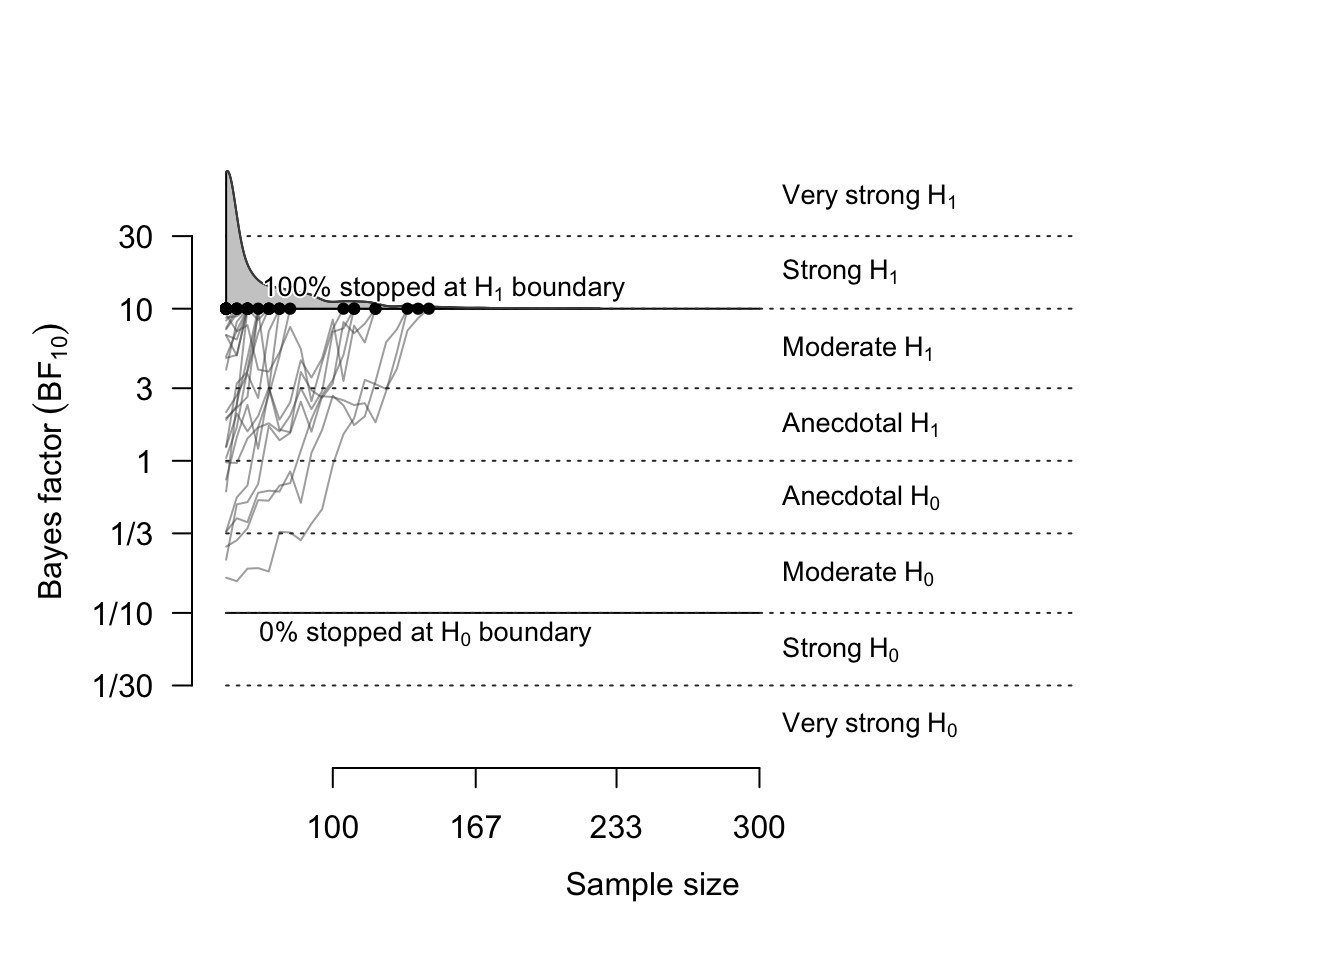 Very strong H₁
30
Strong H₁
100% stopped at H₁ boundary
10
Moderate H₁
3
Anecdotal H₁
1
Anecdotal H₀
1/3
Moderate H₀
1/10
0% stopped at H₀ boundary
Strong H₀
1/30
Very strong H₀
Bayes factor (BF₁₀)
100 167 233 300
Sample size